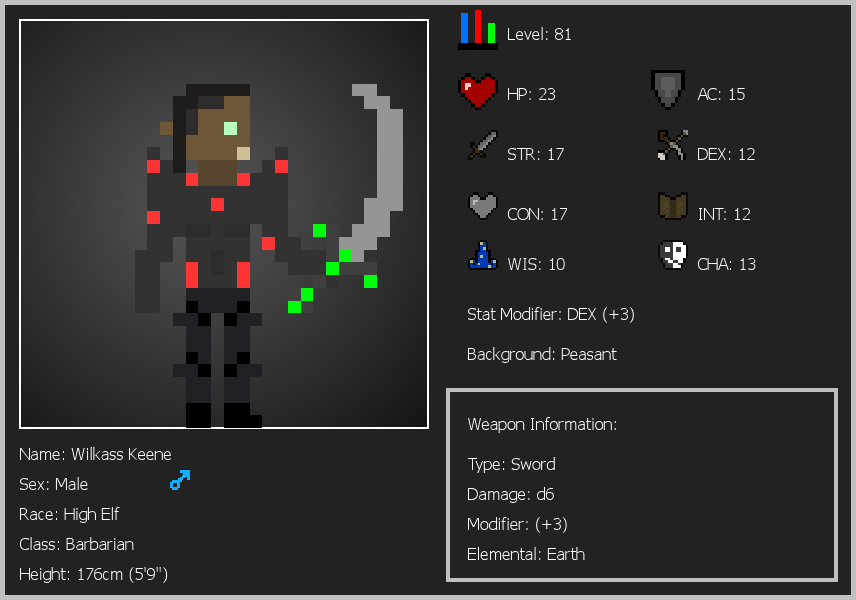 Level: 81
HP: 23
AC: 15
STR: 17
DEX: 12
CON: 17
INT: 12
WIS: 10
CHA: 13
Stat Modifier: DEX (+3)
Background: Peasant
Name: Wilkass Keene
Sex: Male
Race: High Elf
Class: Barbarian
Height: 176cm (5'9")
Weapon Information:
Type: Sword
Damage: d6
Modifier: (+3)
Elemental: Earth